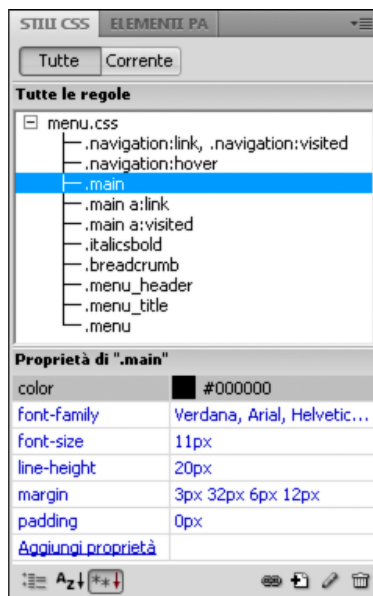 STILI CSS ELEMENTI PA
Tutte Corrente
Tutte le regole
menu.css
.navigation:link, .navigation:visited
.navigation:hover
.main
.main a:link
.main a:visited
.italicsbold
.breadcrumb
.menu_header
.menu_title
.menu
Proprietà di ".main"
color #000000
font-family Verdana, Arial, Helvetic...
font-size 11px
line-height 20px
margin 3px 32px 6px 12px
padding 0px
Aggiungi proprietà
AZ **